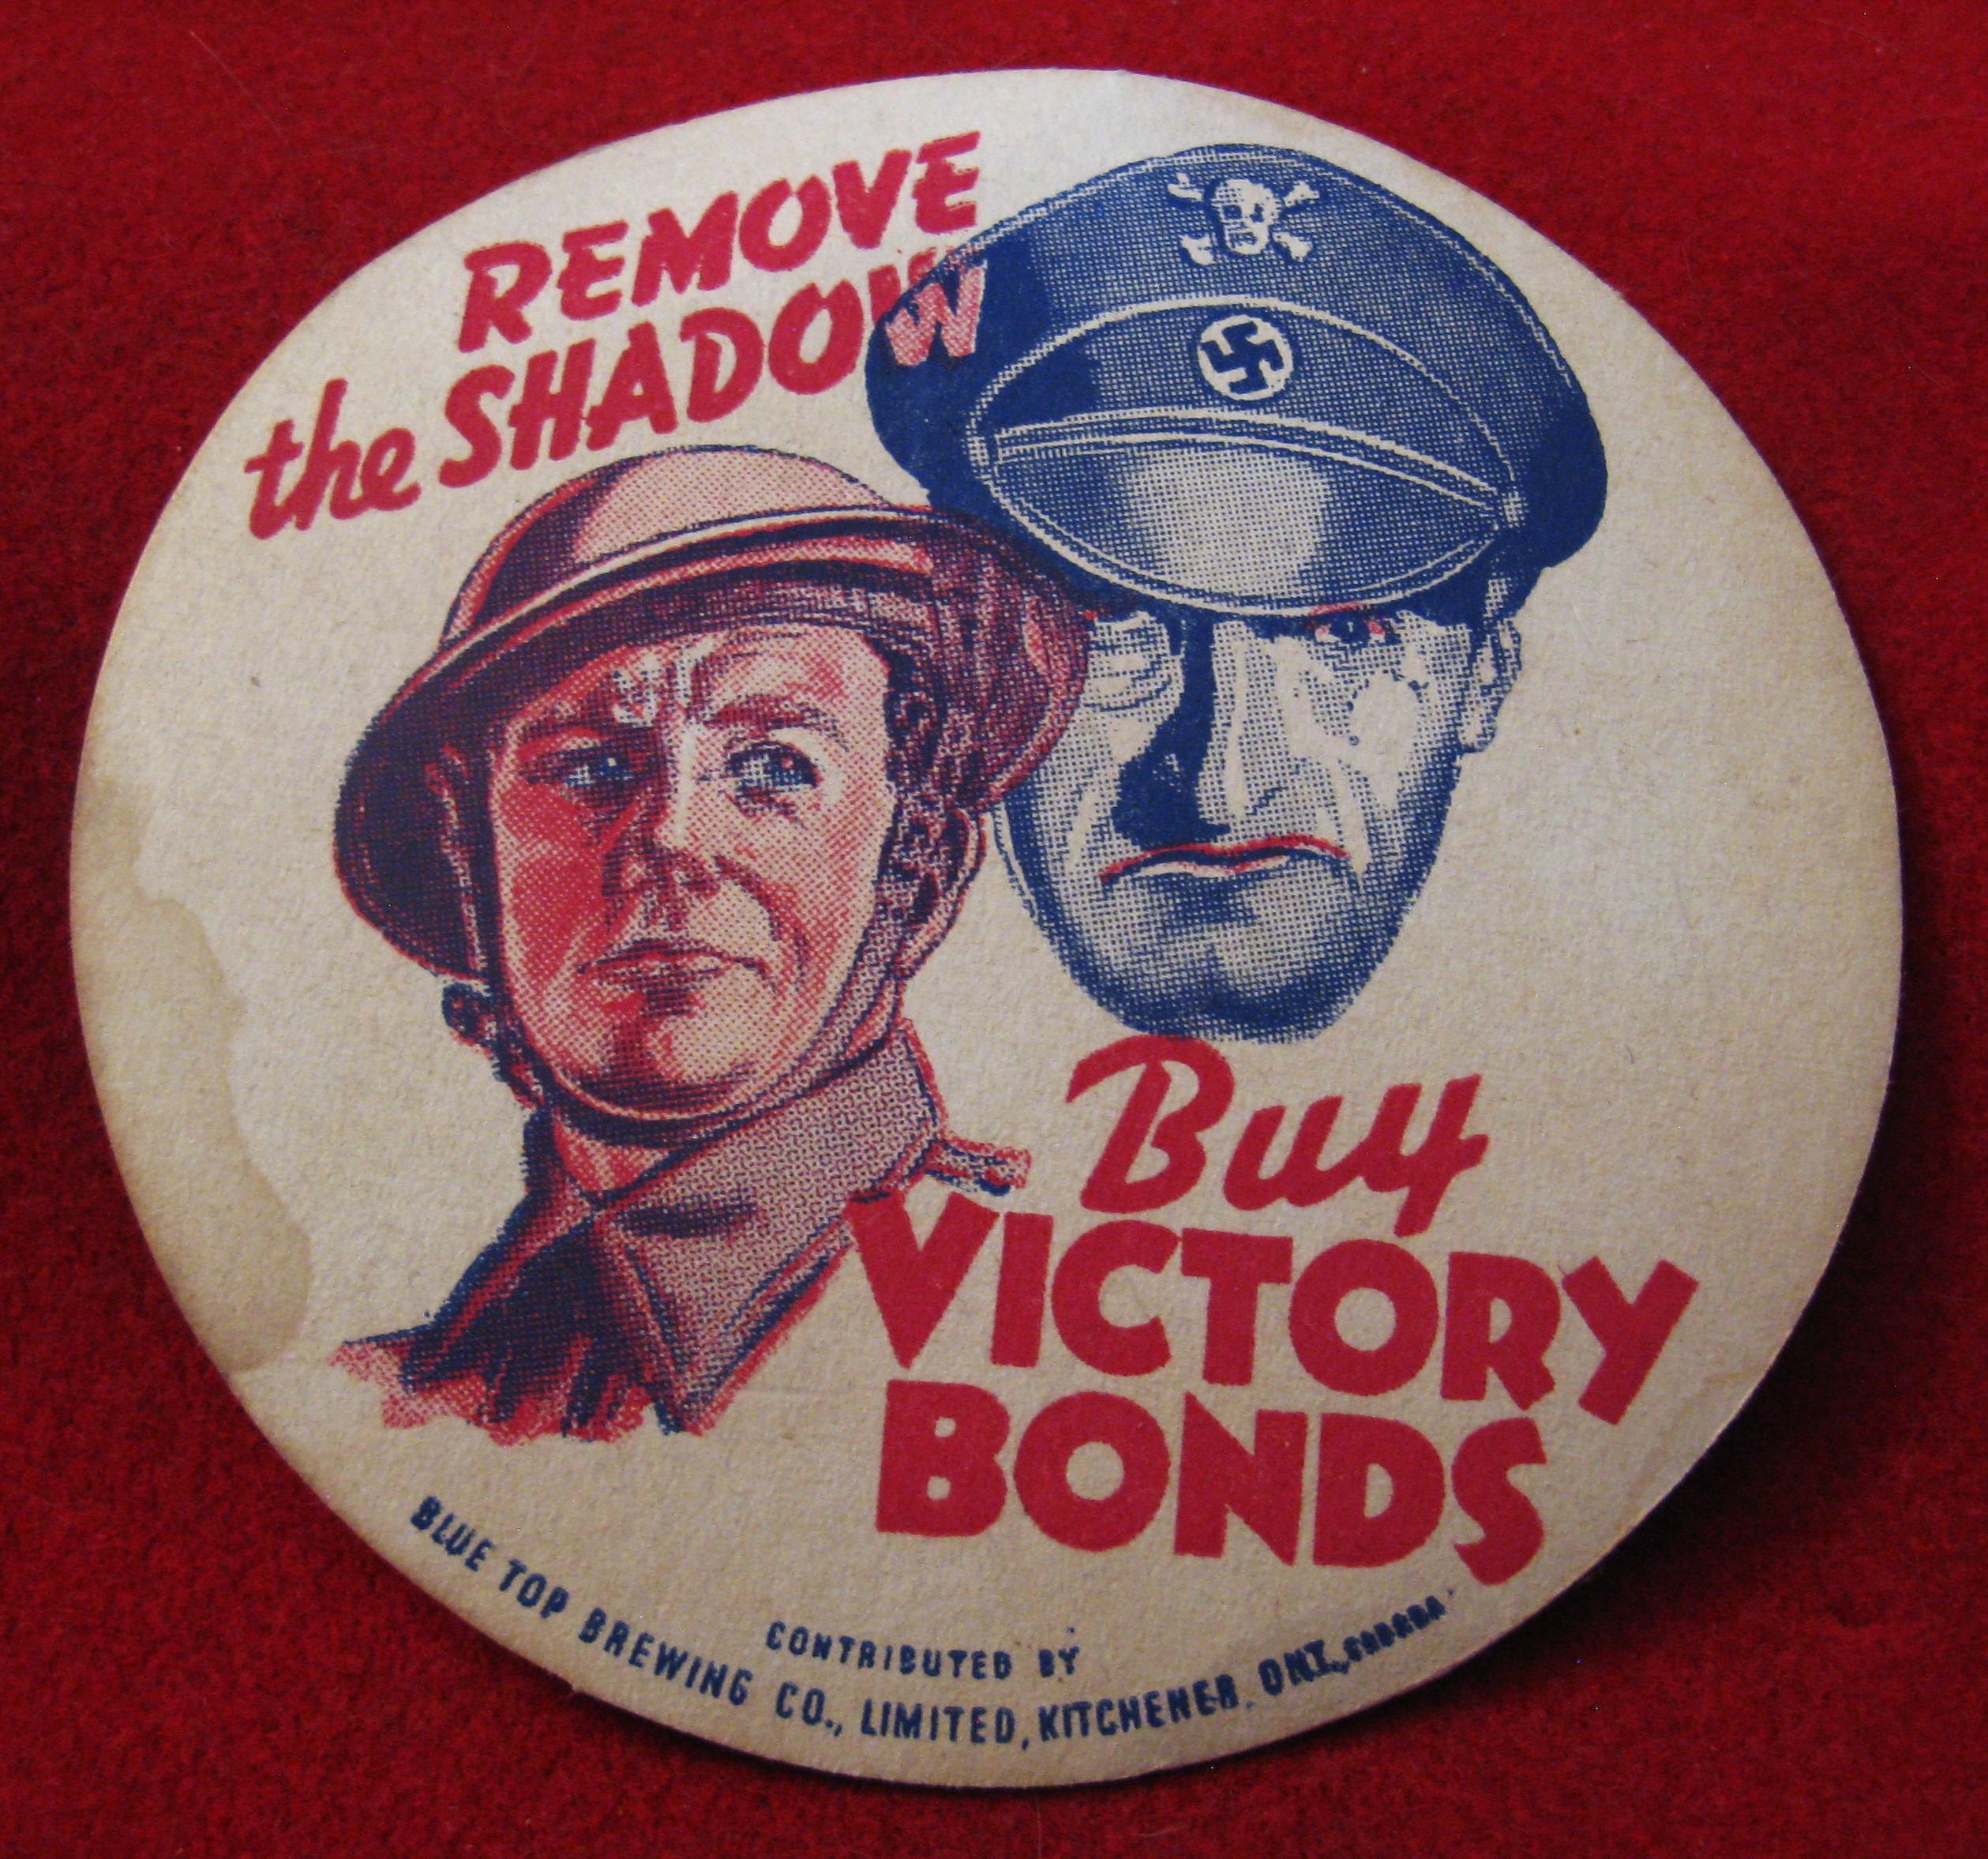 REMOVE
the SHADOW
Buy
VICTORY
BONDS
CONTRIBUTED BY
BLUE TOP BREWING CO., LIMITED, KITCHENER. ONT., CANADA